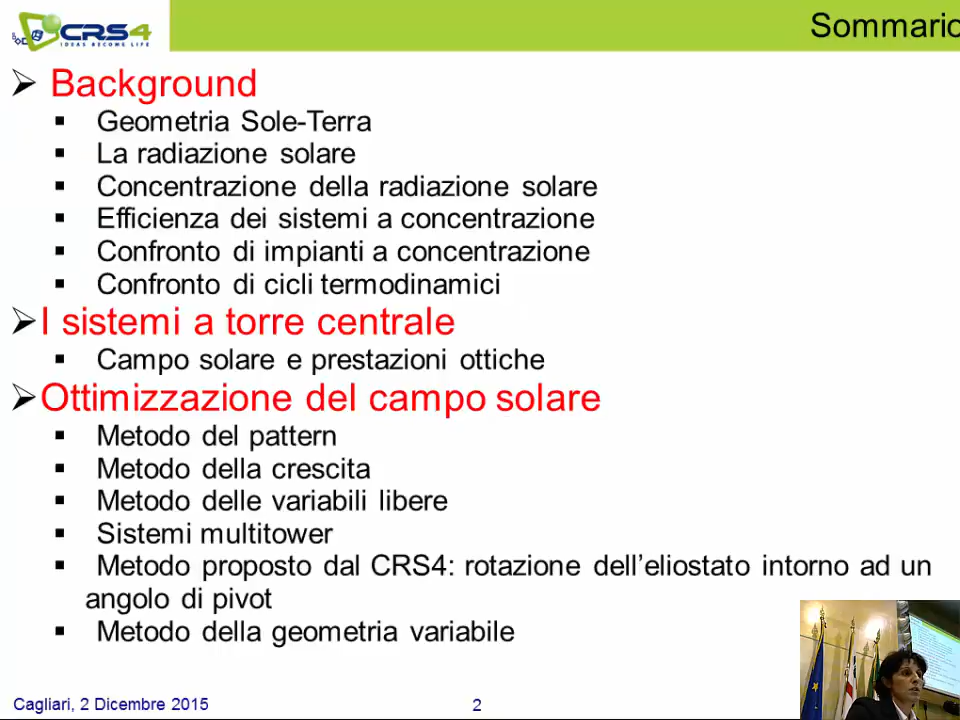 CRS4
IDEAS BECOME LIFE
Sommario
Background
Geometria Sole-Terra
La radiazione solare
Concentrazione della radiazione solare
Efficienza dei sistemi a concentrazione
Confronto di impianti a concentrazione
Confronto di cicli termodinamici
I sistemi a torre centrale
Campo solare e prestazioni ottiche
Ottimizzazione del campo solare
Metodo del pattern
Metodo della crescita
Metodo delle variabili libere
Sistemi multitower
Metodo proposto dal CRS4: rotazione dell’eliostato intorno ad un
angolo di pivot
Metodo della geometria variabile
Cagliari, 2 Dicembre 2015
2